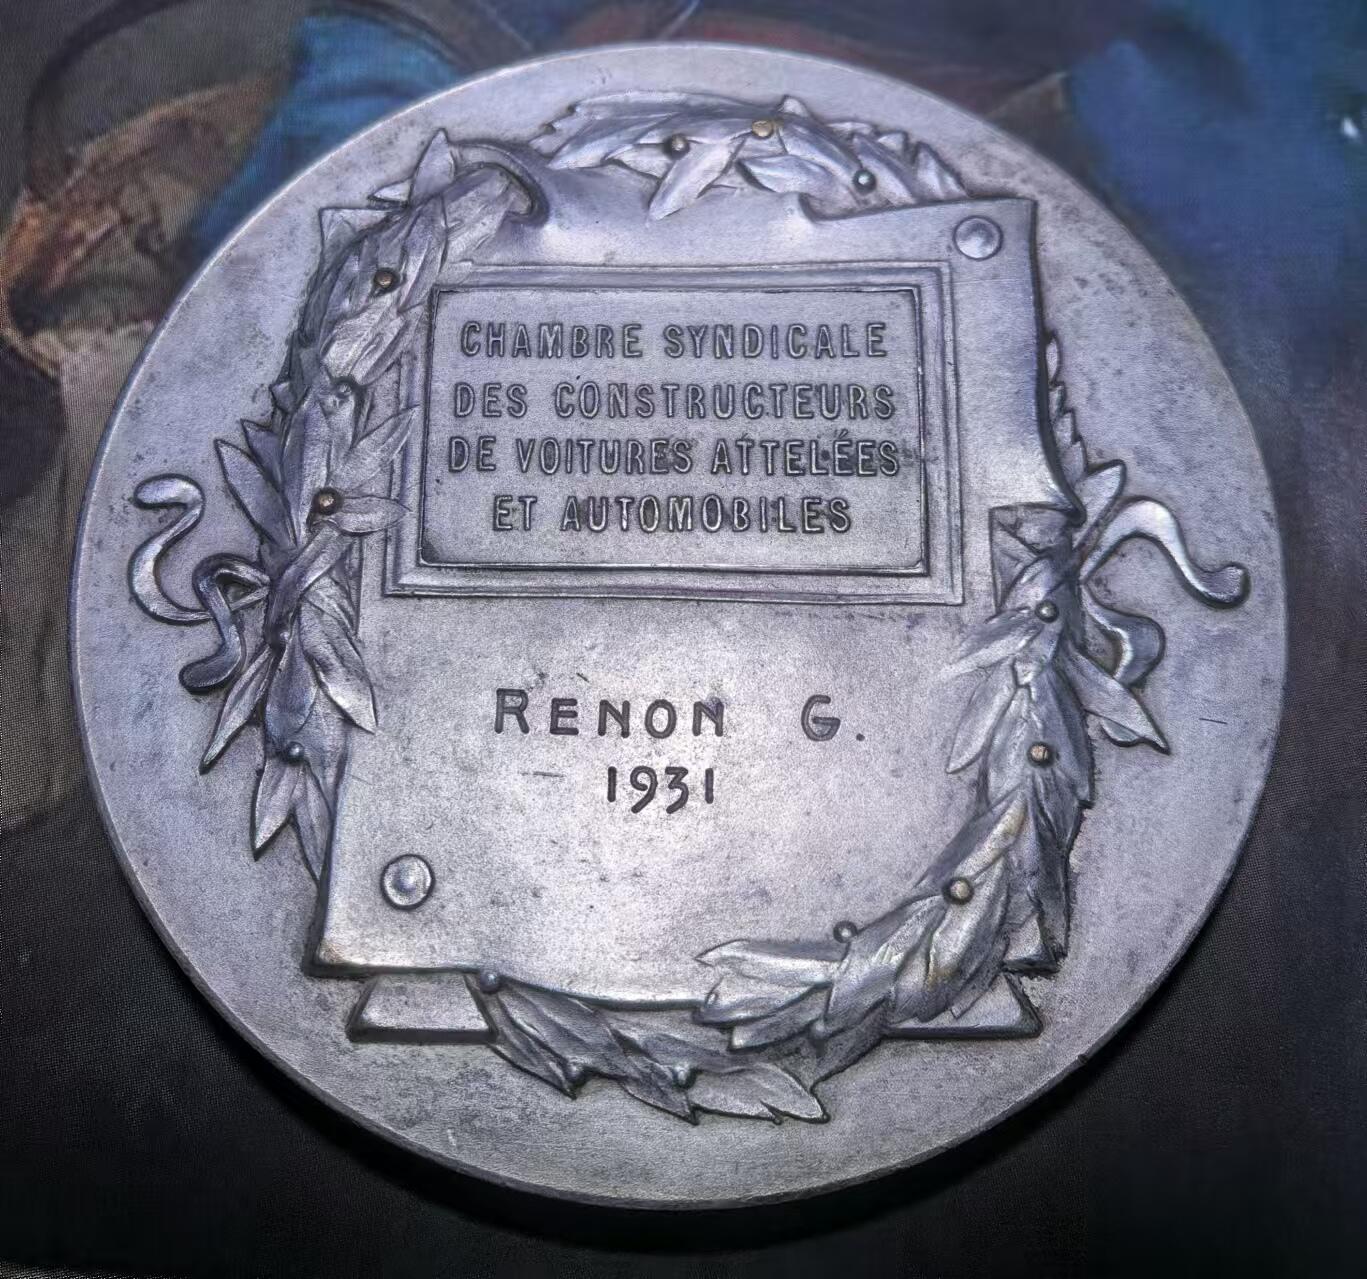 CHAMBRE SYNDICALE
DES CONSTRUCTEURS
DE VOITURES ATTELÉES
ET AUTOMOBILES
RENON G.
1931